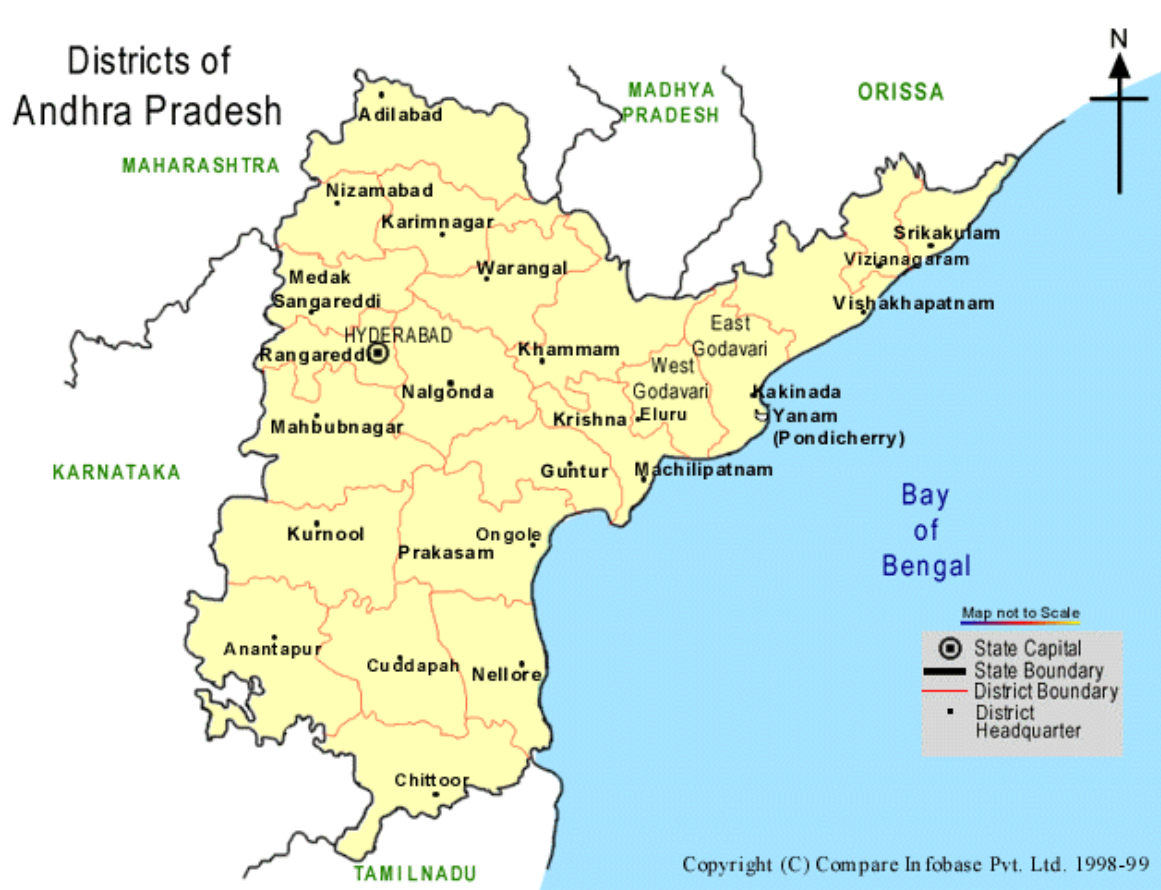 Districts of
Andhra Pradesh
N
MADHYA
PRADESH
ORISSA
MAHARASHTRA
Adilabad
Nizamabad
Karimnagar
Warangal
Srikakulam
Vizianagaram
Vishakhapatnam
Medak
Sangareddi
HYDERABAD
Rangareddi
Khammam
East
Godavari
West
Godavari
Nalgonda
Kakinada
Yanam
(Pondicherry)
Krishna
Eluru
Mahbubnagar
KARNATAKA
Guntur
Machilipatnam
Bay
of
Bengal
Kurnool
Ongole
Prakasam
Anantapur
Cuddapah
Nellore
Chittoor
TAMILNADU
Map not to Scale
State Capital
State Boundary
District Boundary
District
Headquarter
Copyright (C) Compare Infobase Pvt. Ltd. 1998-99